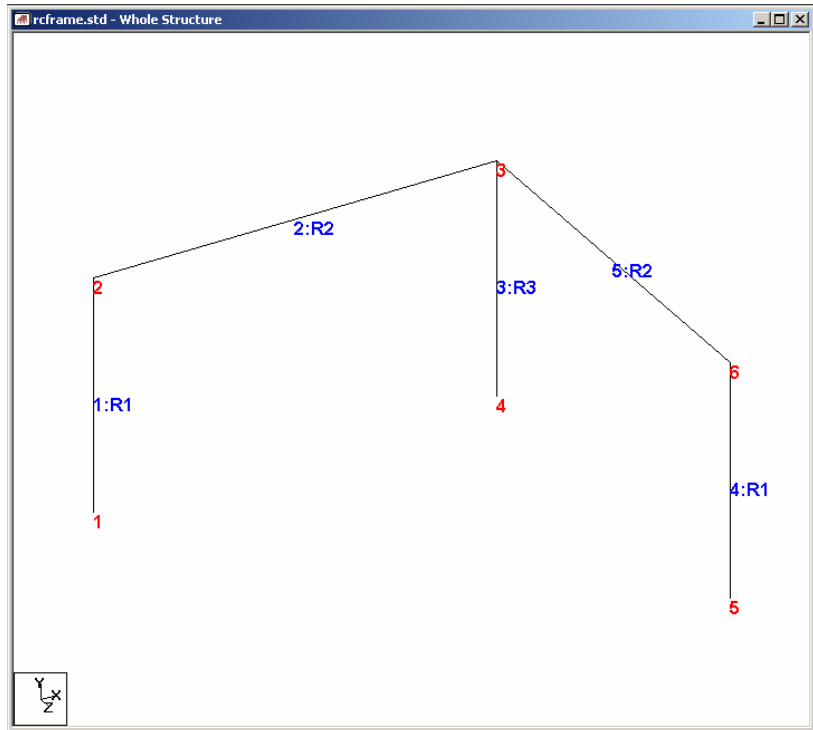 rcframe.std - Whole Structure
3
2:R2
5:R2
2
3:R3
6
1:R1
4
4:R1
1
5
Y
X
Z